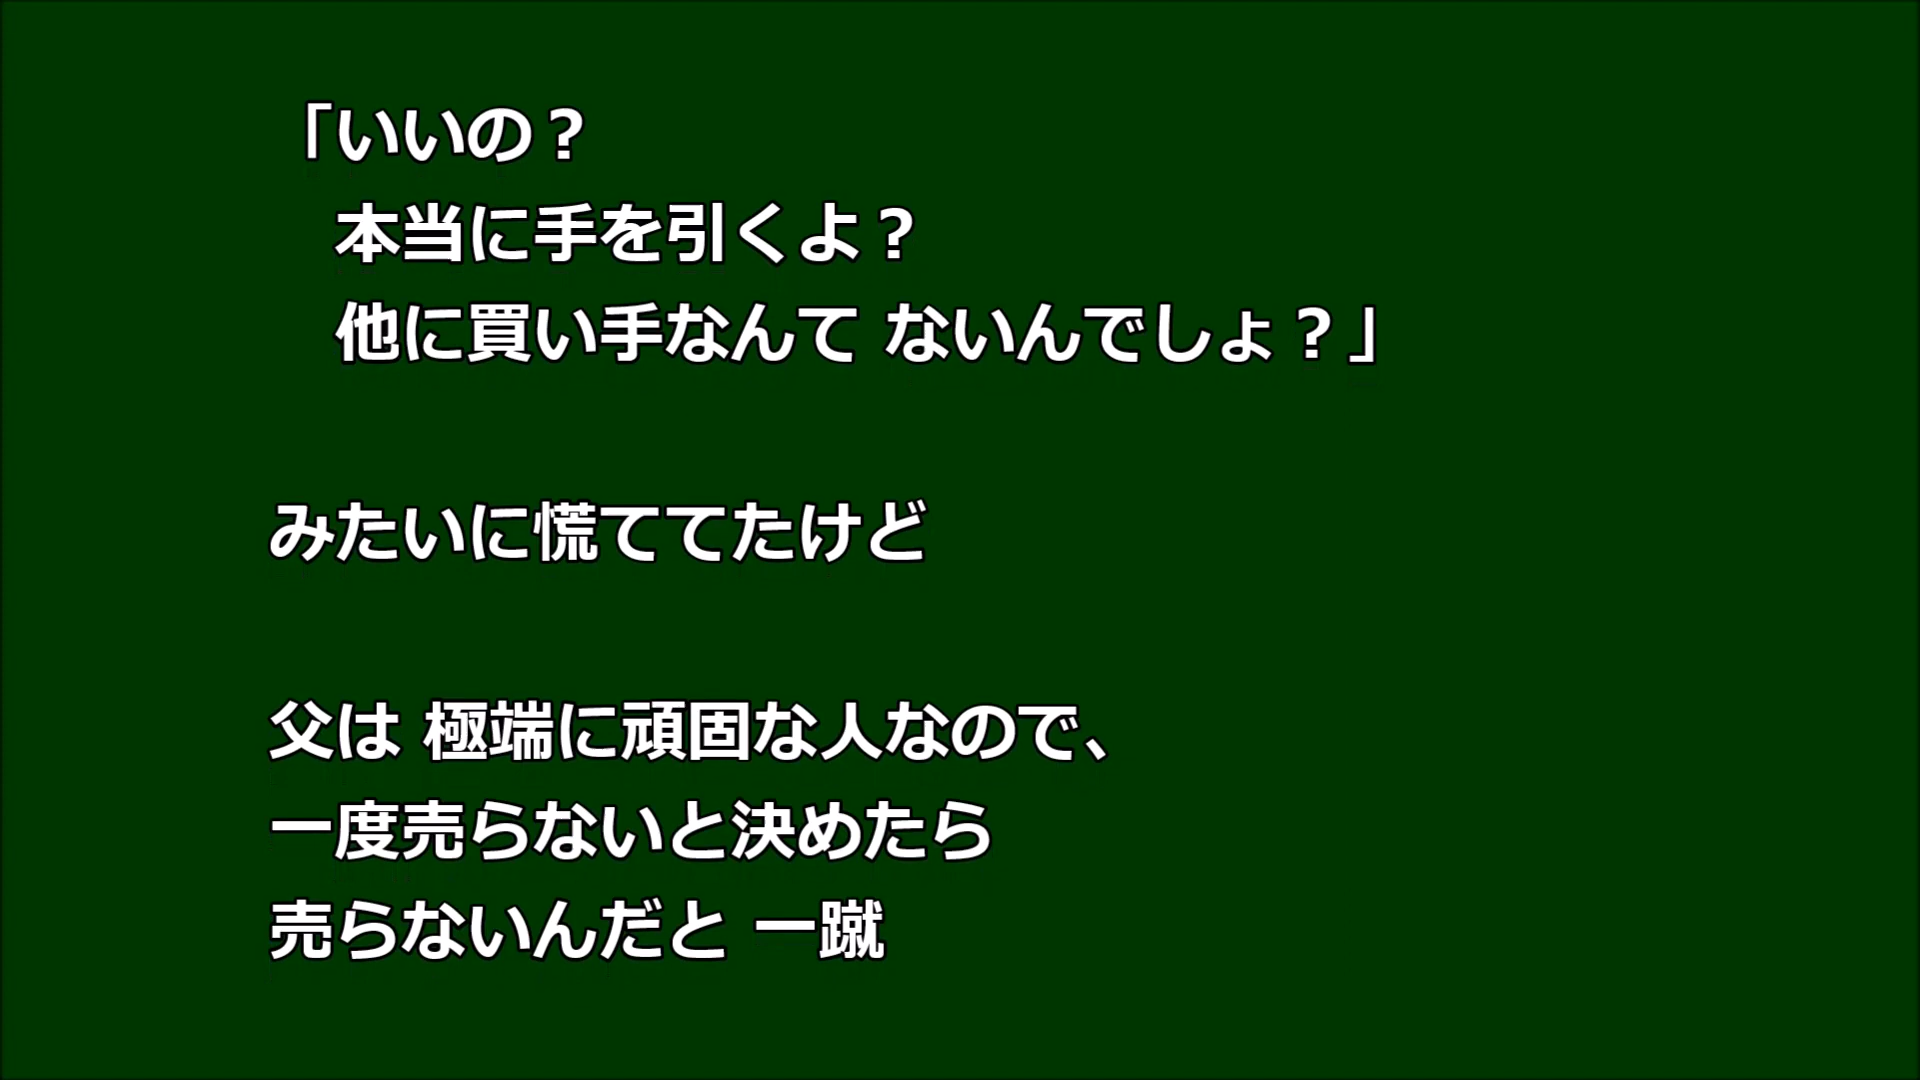 「いいの？
本当に手を引くよ？
他に買い手なんて ないんでしょ？」
みたいに慌ててたけど
父は 極端に頑固な人なので、
一度売らないと決めたら
売らないんだと 一蹴